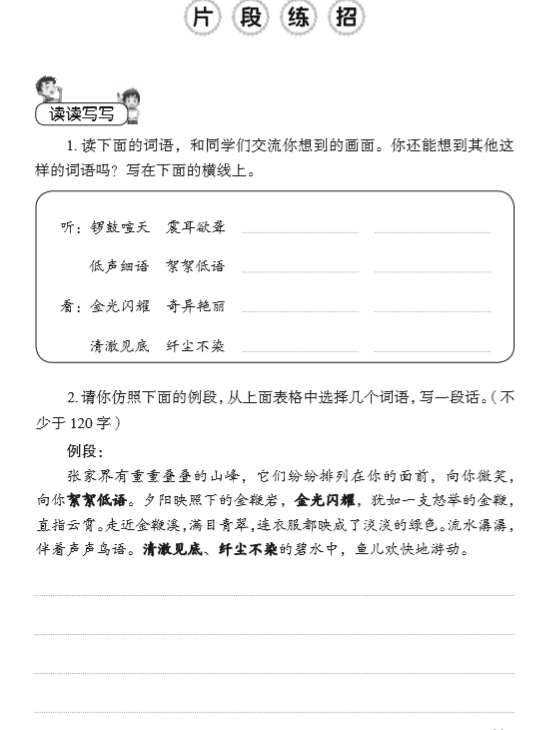 片段练招
读读写写
1. 读下面的词语，和同学们交流你想到的画面。你还能想到其他这
样的词语吗？写在下面的横线上。
听：锣鼓喧天 震耳欲聋
低声细语 絮絮低语
看：金光闪耀 奇异艳丽
清澈见底 纤尘不染
2. 请你仿照下面的例段，从上面表格中选择几个词语，写一段话。（不
少于 120 字）
例段：
张家界有重重叠叠的山峰，它们纷纷排列在你的面前，向你微笑，
向你絮絮低语。夕阳映照下的金鞭岩，金光闪耀，犹如一支怒举的金鞭，
直指云霄。走近金鞭溪，满目青翠，连衣服都映成了淡淡的绿色。流水潺潺，
伴着声声鸟语。清澈见底、纤尘不染的碧水中，鱼儿欢快地游动。